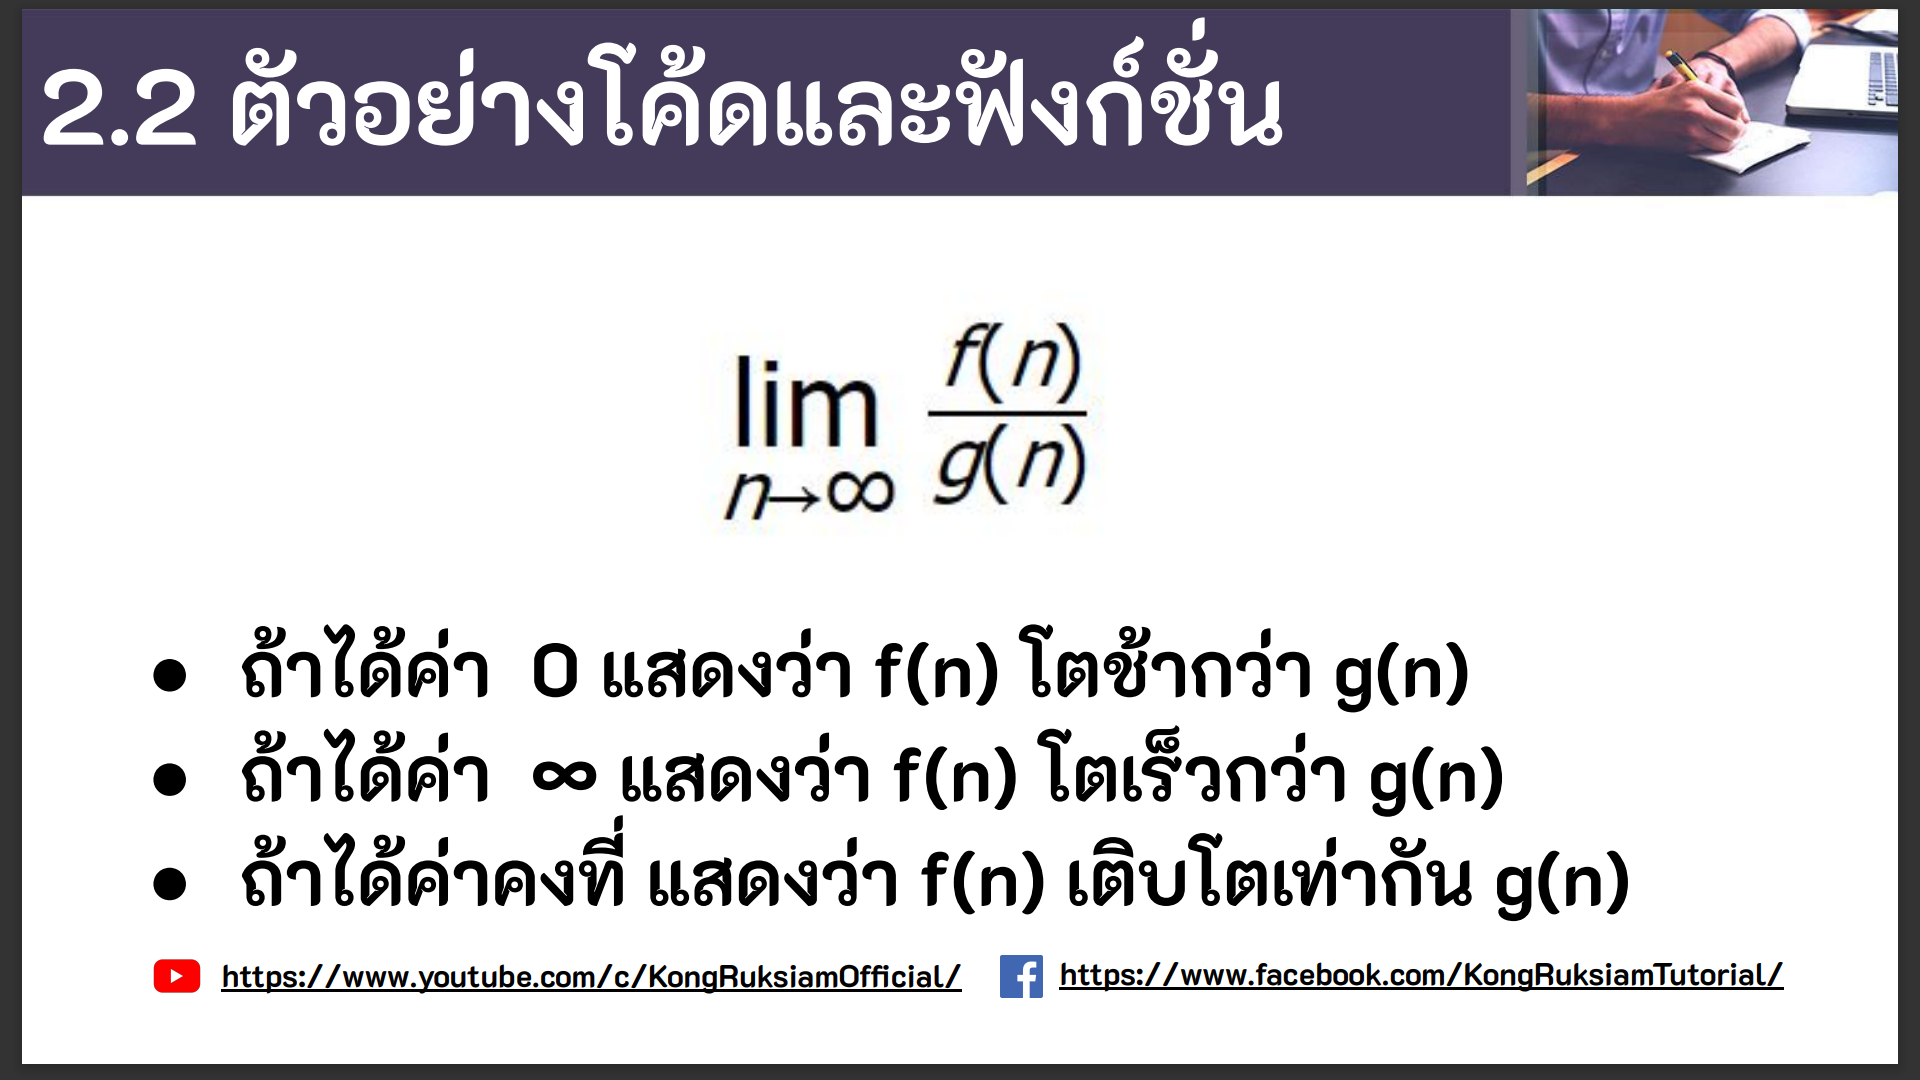 2.2 ตัวอย่างโค้ดและฟังก์ชั่น
lim n→∞ f(n)/g(n)
● ถ้าได้ค่า 0 แสดงว่า f(n) โตช้ากว่า g(n)
● ถ้าได้ค่า ∞ แสดงว่า f(n) โตเร็วกว่า g(n)
● ถ้าได้ค่าคงที่ แสดงว่า f(n) เติบโตเท่ากัน g(n)
https://www.youtube.com/c/KongRuksiamOfficial/ https://www.facebook.com/KongRuksiamTutorial/